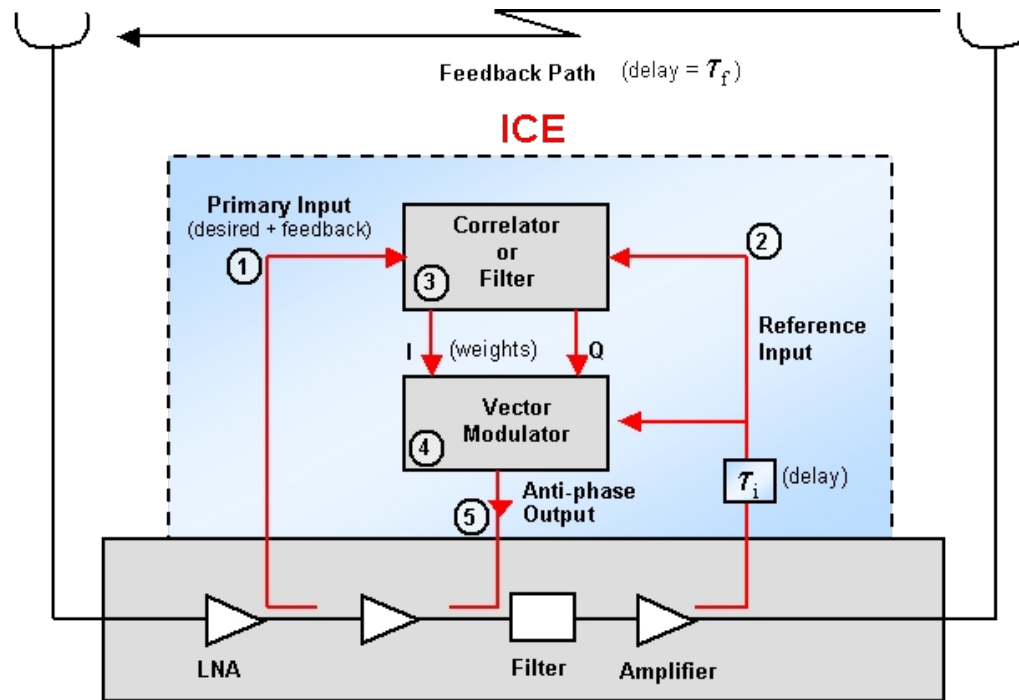 Feedback Path (delay = τf)
ICE
Primary Input
(desired + feedback)
1
Correlator
or
Filter
3
2
Reference
Input
I (weights) Q
Vector
Modulator
4
τi (delay)
Anti-phase
Output
5
LNA
Filter
Amplifier